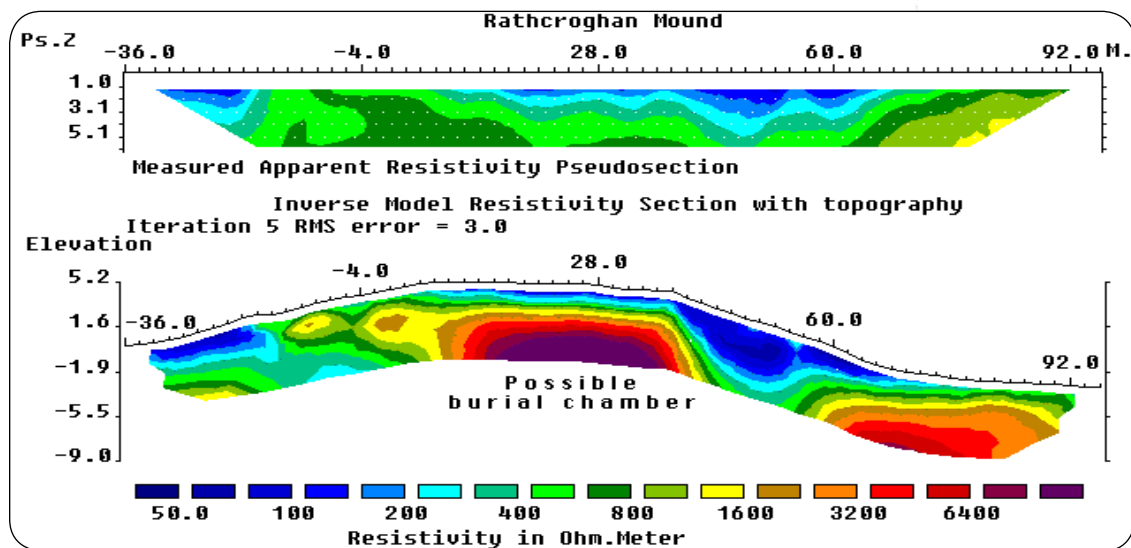 Rathcroghan Mound
Ps.Z -36.0 -4.0 28.0 60.0 92.0 M.
1.0
3.1
5.1
Measured Apparent Resistivity Pseudosection
Inverse Model Resistivity Section with topography
Iteration 5 RMS error = 3.0
Elevation
5.2 -4.0 28.0
1.6 -36.0 60.0
-1.9 92.0
Possible
burial chamber
-5.5
-9.0
50.0 100 200 400 800 1600 3200 6400
Resistivity in Ohm.Meter